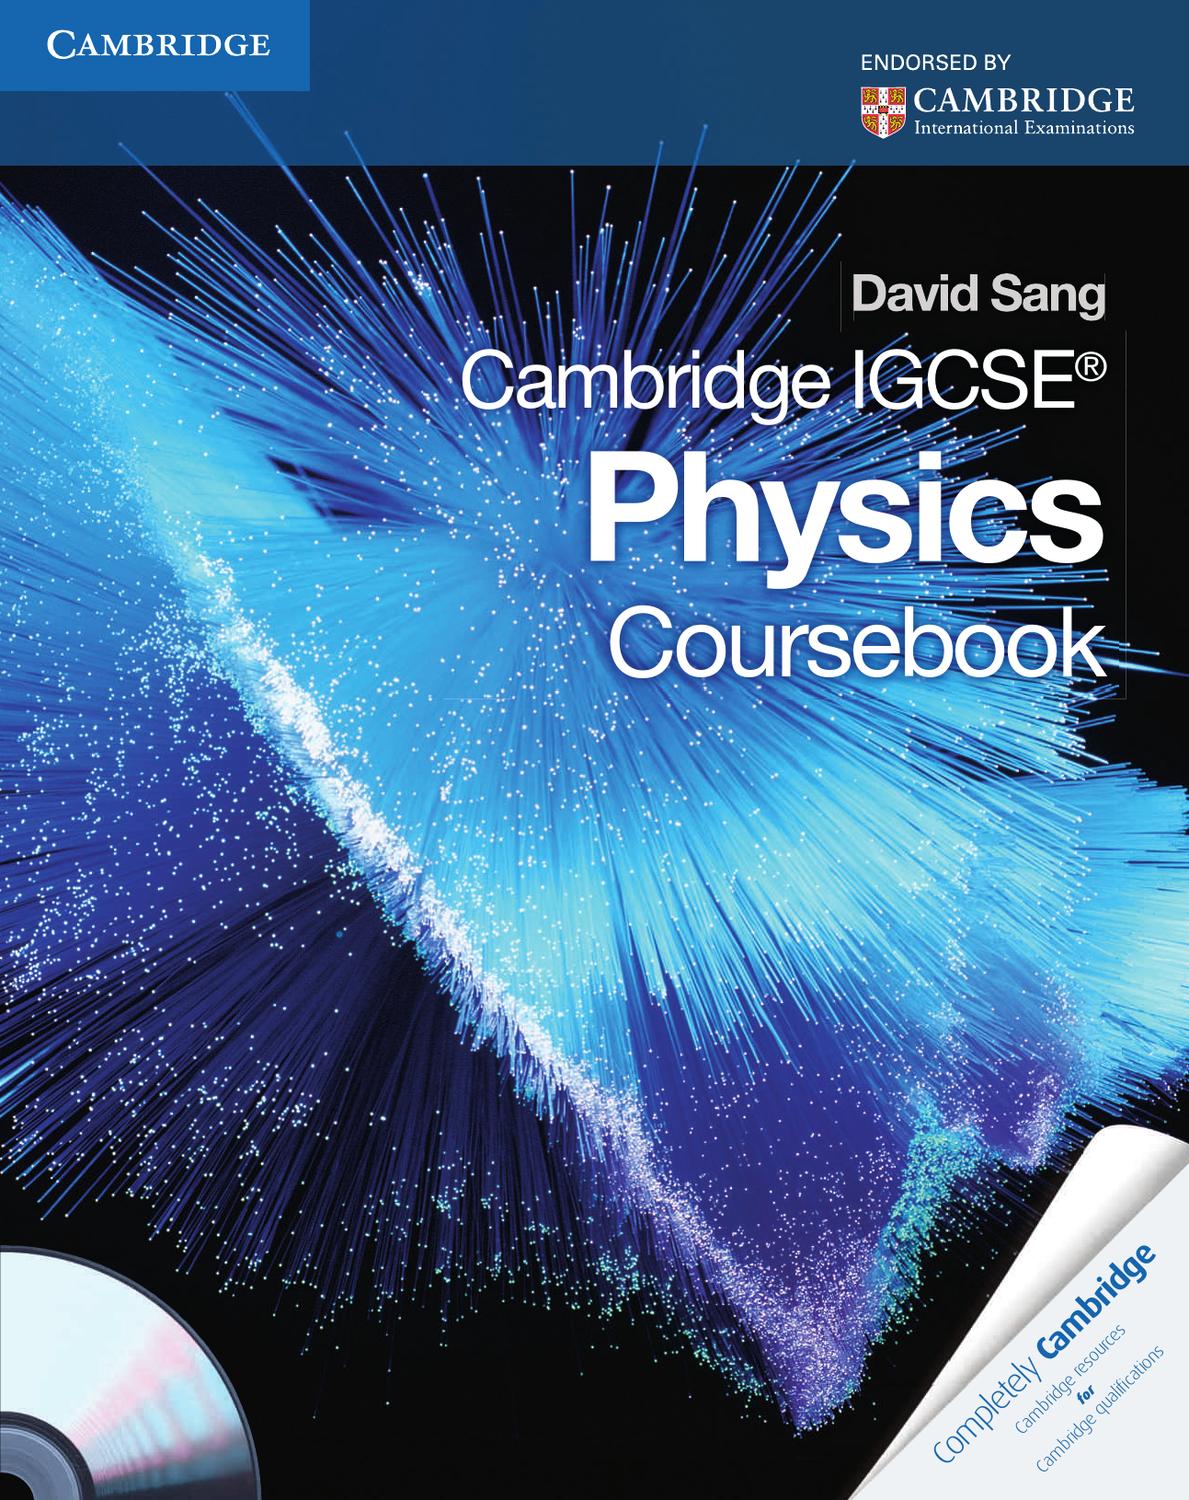 CAMBRIDGE
ENDORSED BY
CAMBRIDGE
International Examinations
David Sang
Cambridge IGCSE®
Physics
Coursebook
Completely Cambridge
Cambridge resources
for
Cambridge qualifications